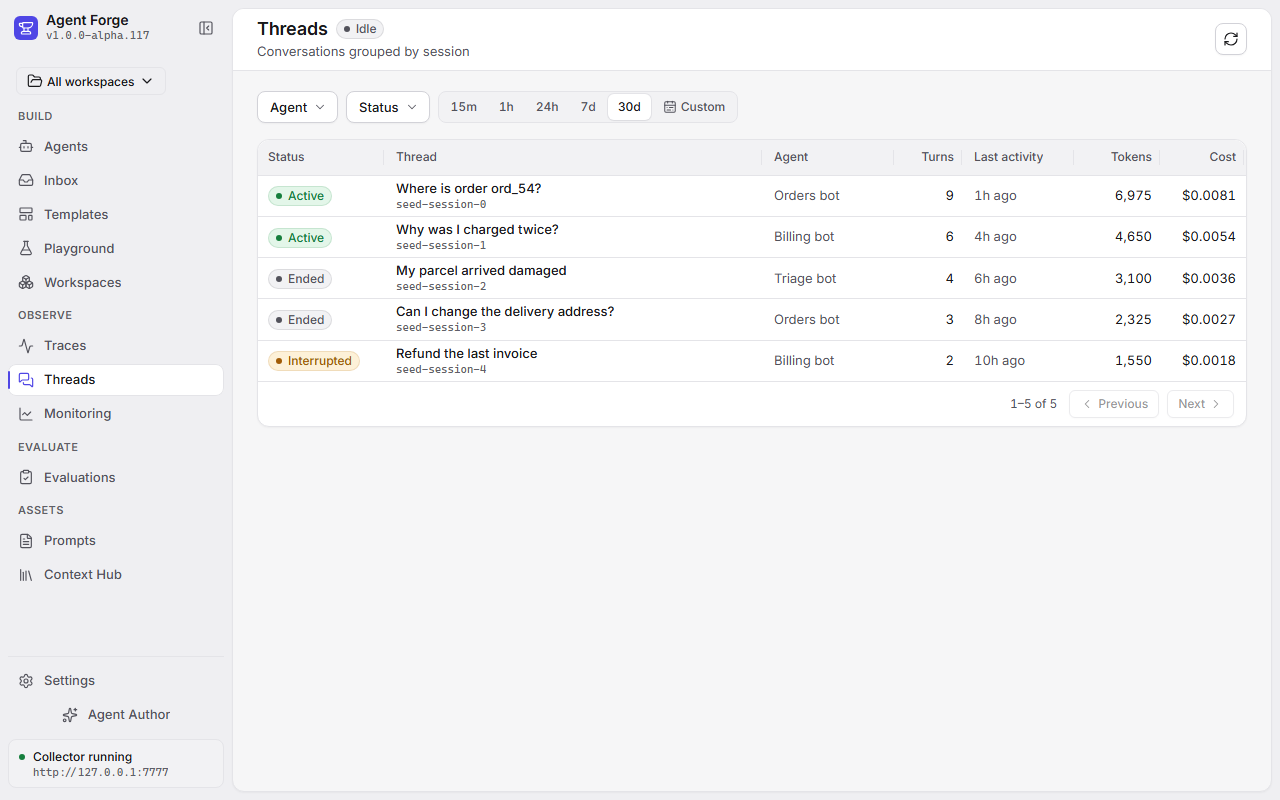 Agent Forge
v1.0.0-alpha.117
All workspaces
BUILD
Agents
Inbox
Templates
Playground
Workspaces
OBSERVE
Traces
Threads
Monitoring
EVALUATE
Evaluations
ASSETS
Prompts
Context Hub
Settings
Agent Author
Collector running
http://127.0.0.1:7777
Threads Idle
Conversations grouped by session
Agent Status 15m 1h 24h 7d 30d Custom
Status Thread Agent Turns Last activity Tokens Cost
Active Where is order ord_54? Orders bot 9 1h ago 6,975 $0.0081
seed-session-0
Active Why was I charged twice? Billing bot 6 4h ago 4,650 $0.0054
seed-session-1
Ended My parcel arrived damaged Triage bot 4 6h ago 3,100 $0.0036
seed-session-2
Ended Can I change the delivery address? Orders bot 3 8h ago 2,325 $0.0027
seed-session-3
Interrupted Refund the last invoice Billing bot 2 10h ago 1,550 $0.0018
seed-session-4
1–5 of 5 Previous Next